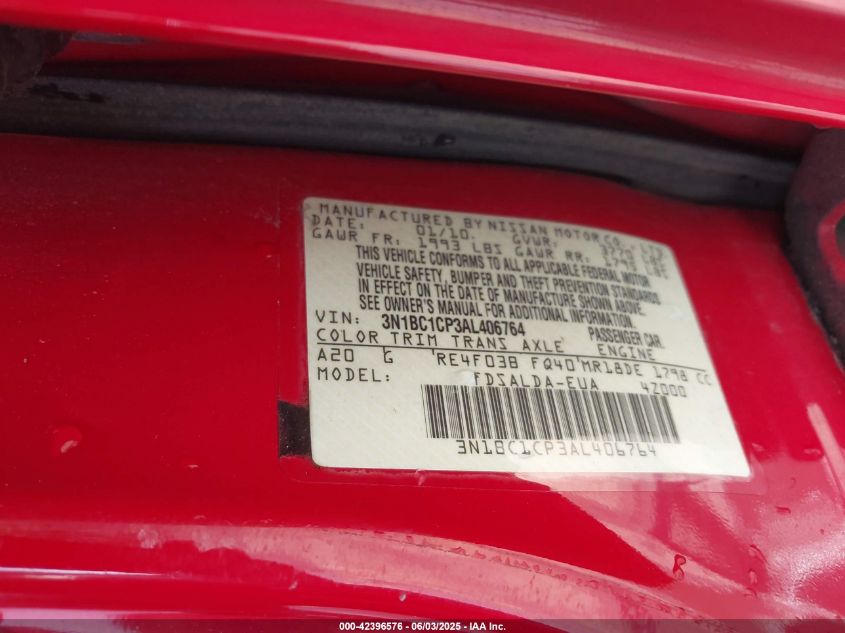 MANUFACTURED BY NISSAN MOTOR CO., LTD.
DATE: 01/10. GVWR:
GAWR FR: 1993 LBS GAWR RR:
THIS VEHICLE CONFORMS TO ALL APPLICABLE FEDERAL MOTOR
VEHICLE SAFETY, BUMPER AND THEFT PREVENTION STANDARDS
IN EFFECT ON THE DATE OF MANUFACTURE SHOWN ABOVE.
SEE OWNER'S MANUAL FOR ADDITIONAL INFORMATION.
VIN: 3N1BC1CP3AL406764 PASSENGER CAR.
COLOR TRIM TRANS AXLE ENGINE
A20 G 'RE4F03B FQ40'MR18DE 1798 CC
MODEL: FDSALDA-EUA 4Z000
3N1BC1CP3AL406764
000-42396576 | 06/03/2025 | IAA Inc.